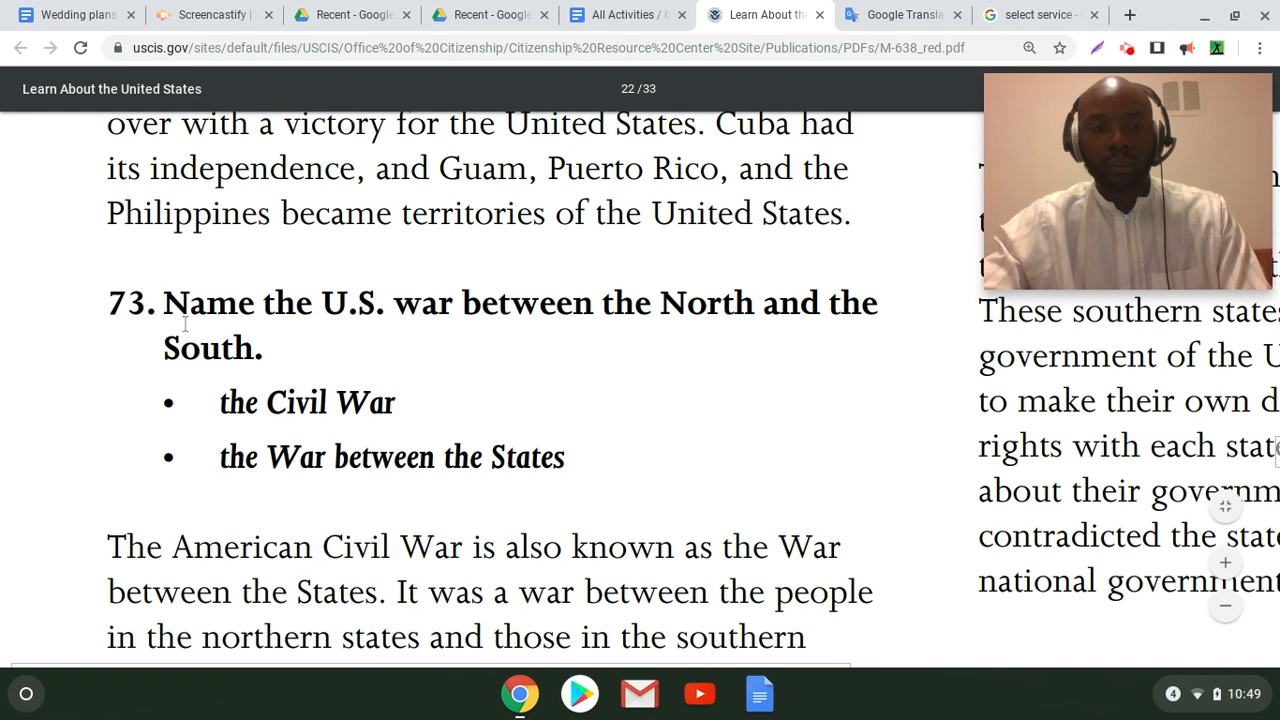 Wedding plans
Screencastify /
Recent - Google
Recent - Google
All Activities / G
Learn About the
Google Transla
select service -
uscis.gov/sites/default/files/USCIS/Office%20of%20Citizenship/Citizenship%20Resource%20Center%20Site/Publications/PDFs/M-638_red.pdf
Learn About the United States
22 / 33
over with a victory for the United States. Cuba had
its independence, and Guam, Puerto Rico, and the
Philippines became territories of the United States.
73. Name the U.S. war between the North and the
South.
• the Civil War
• the War between the States
The American Civil War is also known as the War
between the States. It was a war between the people
in the northern states and those in the southern
These southern states
government of the U
to make their own d
rights with each state
about their governm
contradicted the state
national government
4
10:49